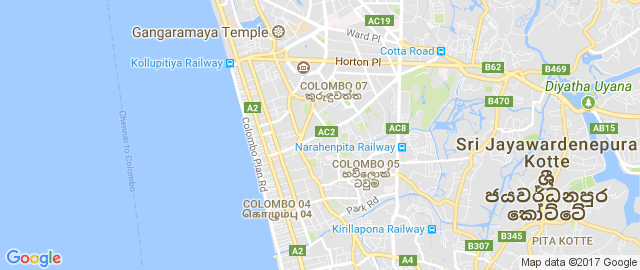 AC19
Ward Pl
Gangaramaya Temple
Cotta Road
Kollupitiya Railway
Horton Pl
B62
B469
COLOMBO 07
කුරුඳුවත්ත
Diyatha Uyana
A2
B470
AC2
AC8
AB15
Chennai to Colombo
Colombo Plan Rd
Narahenpita Railway
Sri Jayawardenepura
Kotte
ශ්‍රී
ජයවර්ධනපුර
කෝට්ටේ
COLOMBO 05
හැව්ලොක්
ටවුම
COLOMBO 04
கொழும்பு 04
Park Rd
Kirillapona Railway
A2
A4
B307
B345
PITA KOTTE
Google
Map data ©2017 Google